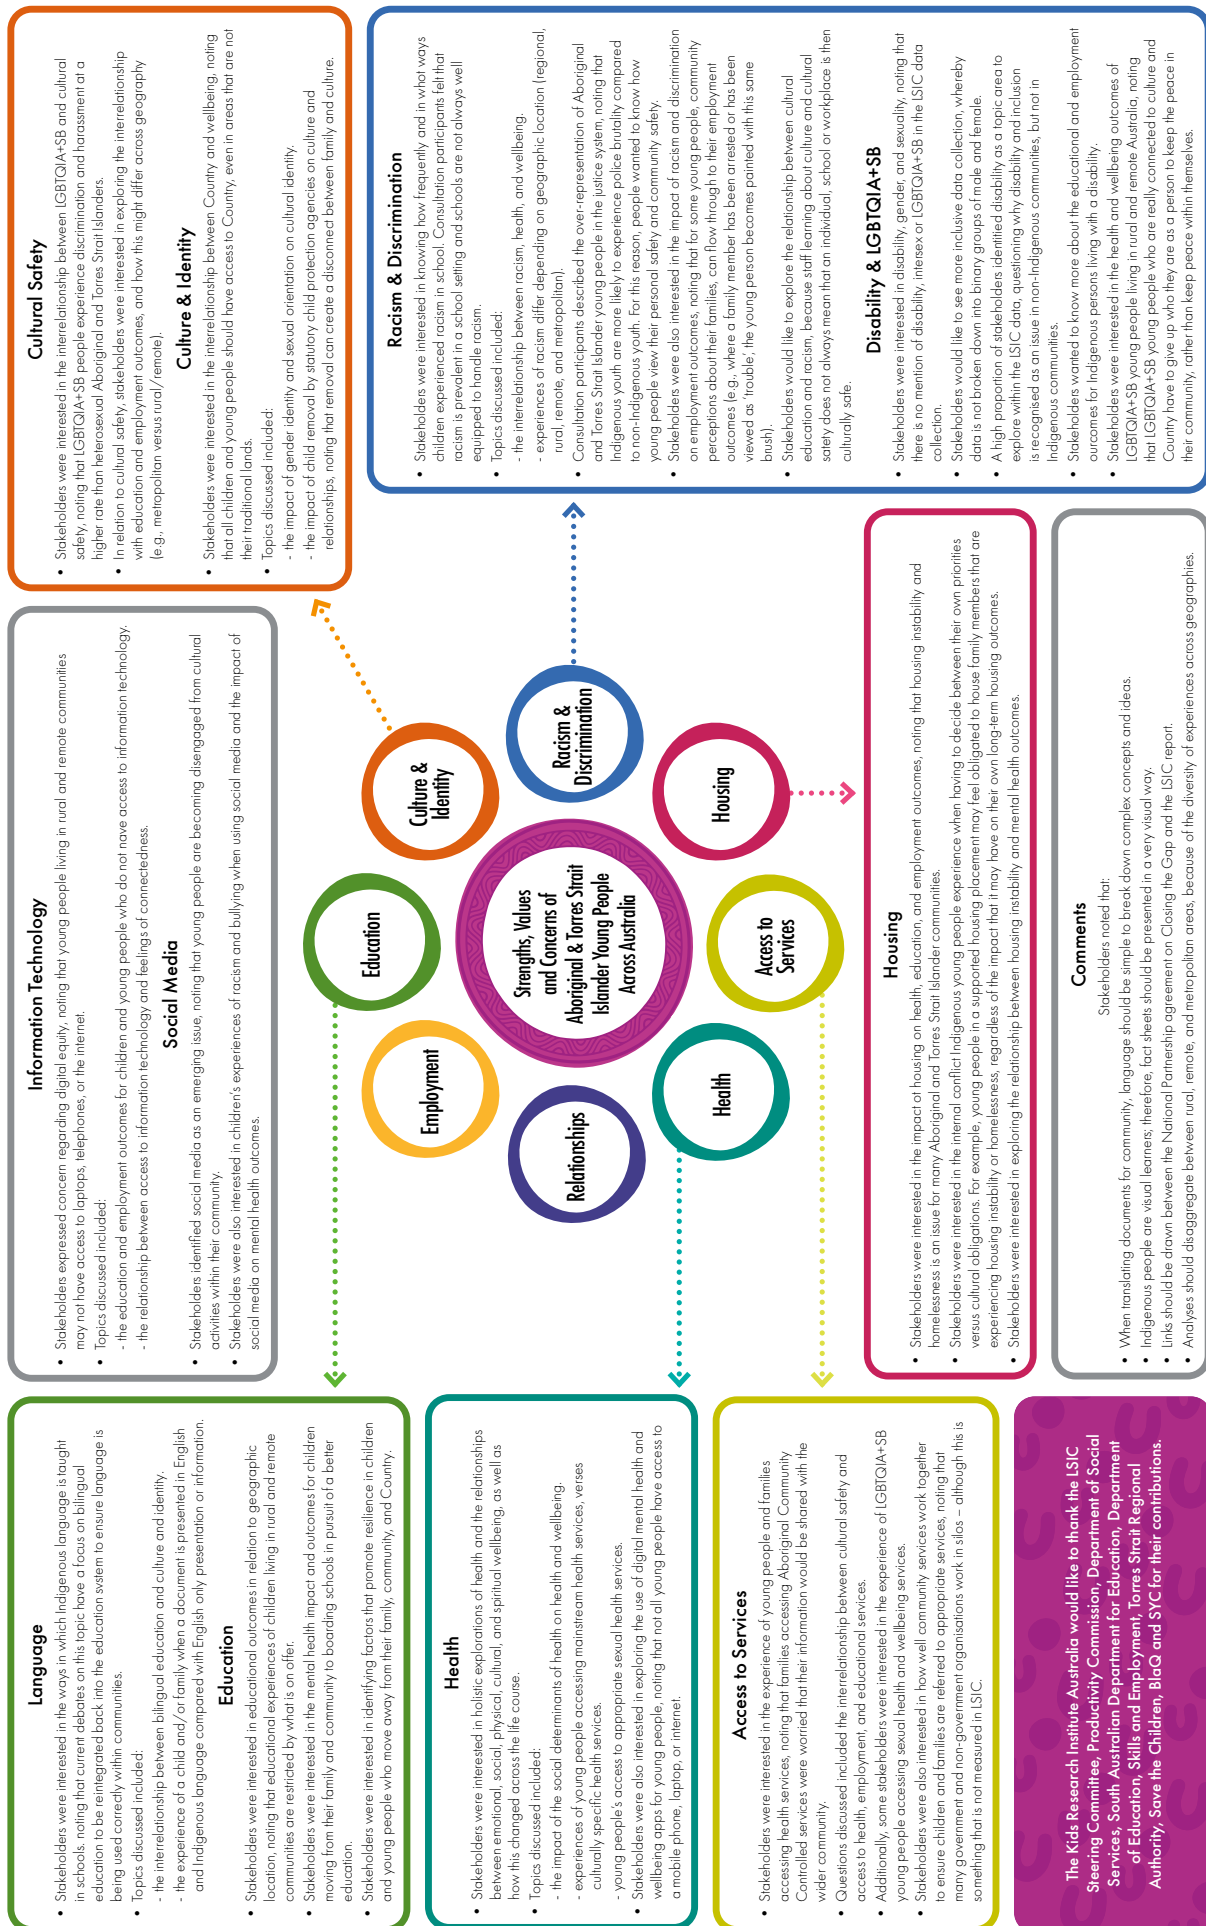 Language
• Stakeholders were interested in the ways in which Indigenous language is taught
in schools, noting that current debates on this topic have a focus on bilingual
education to be reintegrated back into the education system to ensure language is
being used correctly within communities.
• Topics discussed included:
- the interrelationship between bilingual education and culture and identity.
- the experience of a child and/or family when a document is presented in English
and Indigenous language compared with English only presentation or information.
Education
• Stakeholders were interested in educational outcomes in relation to geographic
location, noting that educational experiences of children living in rural and remote
communities are restricted by what is on offer.
• Stakeholders were interested in the mental health impact and outcomes for children
moving from their family and community to boarding schools in pursuit of a better
education.
• Stakeholders were interested in identifying factors that promote resilience in children
and young people who move away from their family, community, and Country.
Information Technology
• Stakeholders expressed concern regarding digital equity, noting that young people living in rural and remote communities
may not have access to laptops, telephones, or the internet.
• Topics discussed included:
- the education and employment outcomes for children and young people who do not nave access to information technology.
- the relationship between access to information technology and feelings of connectedness.
Social Media
• Stakeholders identified social media as an emerging issue, noting that young people are becoming disengaged from cultural
activities within their community.
• Stakeholders were also interested in children's experiences of racism and bullying when using social media and the impact of
social media on mental health outcomes.
Cultural Safety
• Stakeholders were interested in the interrelationship between LGBTQIA+SB and cultural
safety, noting that LGBTQIA+SB people experience discrimination and harassment at a
higher rate than heterosexual Aboriginal and Torres Strait Islanders.
• In relation to cultural safety, stakeholders were interested in exploring the interrelationship
with education and employment outcomes, and how this might differ across geography
(e.g., metropolitan versus rural/remote).
Culture & Identity
• Stakeholders were interested in the interrelationship between Country and wellbeing, noting
that all children and young people should have access to Country, even in areas that are not
their traditional lands.
• Topics discussed included:
- the impact of gender identity and sexual orientation on cultural identity.
- the impact of child removal by statutory child protection agencies on culture and
relationships, noting that removal can create a disconnect between family and culture.
Health
• Stakeholders were interested in holistic explorations of health and the relationships
between emotional, social, physical, cultural, and spiritual wellbeing, as well as
how this changed across the life course.
• Topics discussed included:
- the impact of the social determinants of health on health and wellbeing.
- experiences of young people accessing mainstream health services, verses
culturally specific health services.
- young people's access to appropriate sexual health services.
• Stakeholders were also interested in exploring the use of digital mental health and
wellbeing apps for young people, noting that not all young people have access to
a mobile phone, laptop, or internet.
Education
Employment
Culture &
Identity
Relationships
Strengths, Values
and Concerns of
Aboriginal & Torres Strait
Islander Young People
Across Australia
Racism &
Discrimination
Health
Access to
Services
Housing
Racism & Discrimination
• Stakeholders were interested in knowing how frequently and in what ways
children experienced racism in school. Consultation participants felt that
racism is prevalent in a school setting and schools are not always well
equipped to handle racism.
• Topics discussed included:
- the interrelationship between racism, health, and wellbeing.
- experiences of racism differ depending on geographic location (regional,
rural, remote, and metropolitan).
• Consultation participants described the over-representation of Aboriginal
and Torres Strait Islander young people in the justice system, noting that
Indigenous youth are more likely to experience police brutality compared
to non-Indigenous youth. For this reason, people wanted to know how
young people view their personal safety and community safety.
• Stakeholders were also interested in the impact of racism and discrimination
on employment outcomes, noting that for some young people, community
perceptions about their families, can flow through to their employment
outcomes (e.g., where a family member has been arrested or has been
viewed as 'trouble', the young person becomes pointed with this same
brush).
• Stakeholders would like to explore the relationship between cultural
education and racism, because staff learning about culture and cultural
safety does not always mean that an individual, school or workplace is then
culturally safe.
Disability & LGBTQIA+SB
• Stakeholders were interested in disability, gender, and sexuality, noting that
there is no mention of disability, intersex or LGBTQIA+SB in the LSIC data
collection.
• Stakeholders would like to see more inclusive data collection, whereby
data is not broken down into binary groups of male and female.
• A high proportion of stakeholders identified disability as a topic area to
explore within the LSIC data, questioning why disability and inclusion
is recognised as an issue in non-Indigenous communities, but not in
Indigenous communities.
• Stakeholders wanted to know more about the educational and employment
ourcomes for Indigenous persons living with a disability.
• Stakeholders were interested in the health and wellbeing outcomes of
LGBTQIA+SB young people living in rural and remote Australia, noting
that LGBTQIA+SB young people who are really connected to culture and
Country have to give up who they are as a person to keep the peace in
their community, rather than keep peace within themselves.
Access to Services
• Stakeholders were interested in the experience of young people and families
accessing health services, noting that families accessing Aboriginal Community
Controlled services were worried that their information would be shared with the
wider community.
• Questions discussed included the interrelationship between cultural safety and
access to health, employment, and educational services.
• Additionally, some stakeholders were interested in the experience of LGBTQIA+SB
young people accessing sexual health and wellbeing services.
• Stakeholders were also interested in how well community services work together
to ensure children and families are referred to appropriate services, noting that
many government and non-government organisations work in silos – although this is
something that is not measured in LSIC.
Housing
• Stakeholders were interested in the impact of housing on health, education, and employment outcomes, noting that housing instability and
homelessness is an issue for many Aboriginal and Torres Strait Islander communities.
• Stakeholders were interested in the internal conflict Indigenous young people experience when having to decide between their own priorities
versus cultural obligations. For example, young people in a supported housing placement may feel obligated to house family members that are
experiencing housing instability or homelessness, regardless of the impact that it may have on their own long-term housing outcomes.
• Stakeholders were interested in exploring the relationship between housing instability and mental health outcomes.
The Kids Research Institute Australia would like to thank the LSIC
Steering Committee, Productivity Commission, Department of Social
Services, South Australian Department for Education, Department
of Education, Skills and Employment, Torres Strait Regional
Authority, Save the Children, BlaQ and SYC for their contributions.
Comments
Stakeholders noted that:
• When translating documents for community, language should be simple to break down complex concepts and ideas.
• Indigenous people are visual learners; therefore, fact sheets should be presented in a very visual way.
• Links should be drawn between the National Partnership agreement on Closing the Gap and the LSIC report.
• Analyses should disaggregate between rural, remote, and metropolitan areas, because of the diversity of experiences across geographies.